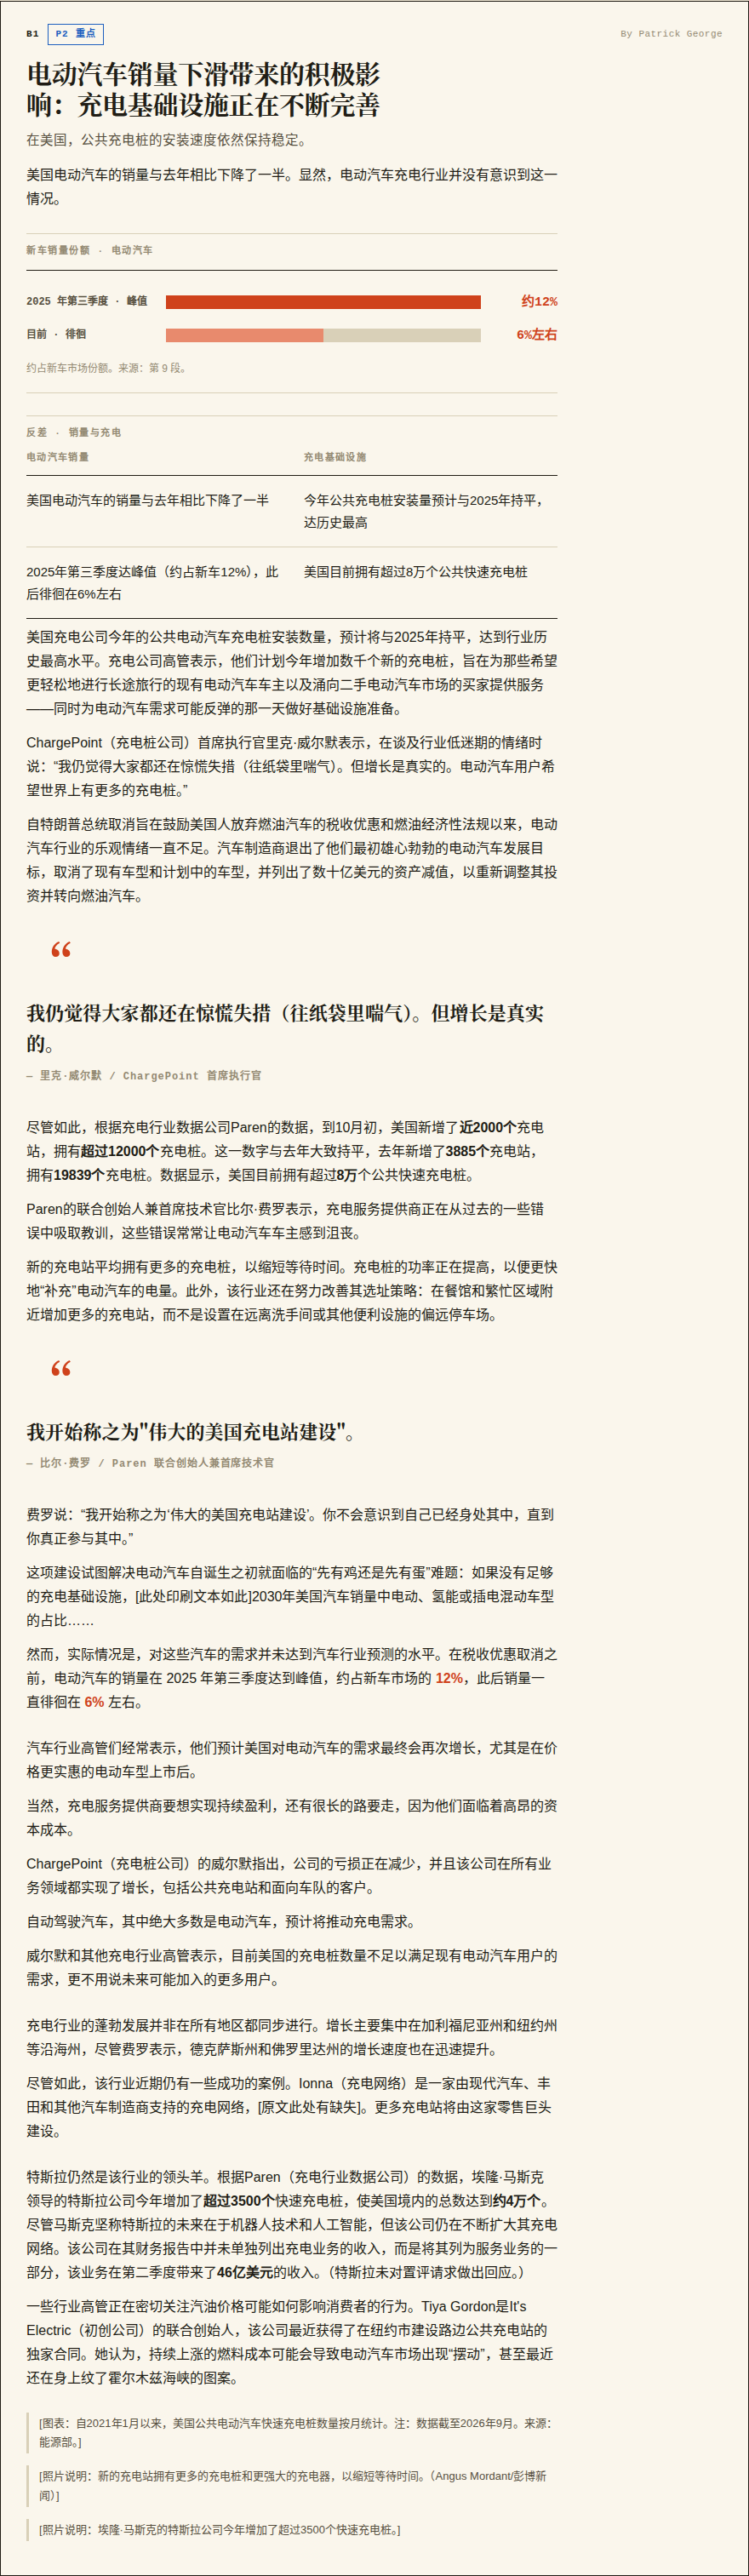 B1 P2 重点
By Patrick George
电动汽车销量下滑带来的积极影
响：充电基础设施正在不断完善
在美国，公共充电桩的安装速度依然保持稳定。
美国电动汽车的销量与去年相比下降了一半。显然，电动汽车充电行业并没有意识到这一
情况。
新车销量份额 · 电动汽车
2025 年第三季度 · 峰值 约12%
目前 · 徘徊 6%左右
约占新车市场份额。来源：第 9 段。
反差 · 销量与充电
电动汽车销量 充电基础设施
美国电动汽车的销量与去年相比下降了一半
今年公共充电桩安装量预计与2025年持平，
达历史最高
2025年第三季度达峰值（约占新车12%），此
后徘徊在6%左右
美国目前拥有超过8万个公共快速充电桩
美国充电公司今年的公共电动汽车充电桩安装数量，预计将与2025年持平，达到行业历
史最高水平。充电公司高管表示，他们计划今年增加数千个新的充电桩，旨在为那些希望
更轻松地进行长途旅行的现有电动汽车车主以及涌向二手电动汽车市场的买家提供服务
——同时为电动汽车需求可能反弹的那一天做好基础设施准备。
ChargePoint（充电桩公司）首席执行官里克·威尔默表示，在谈及行业低迷期的情绪时
说：“我仍觉得大家都还在惊慌失措（往纸袋里喘气）。但增长是真实的。电动汽车用户希
望世界上有更多的充电桩。”
自特朗普总统取消旨在鼓励美国人放弃燃油汽车的税收优惠和燃油经济性法规以来，电动
汽车行业的乐观情绪一直不足。汽车制造商退出了他们最初雄心勃勃的电动汽车发展目
标，取消了现有车型和计划中的车型，并列出了数十亿美元的资产减值，以重新调整其投
资并转向燃油汽车。
“
我仍觉得大家都还在惊慌失措（往纸袋里喘气）。但增长是真实
的。
— 里克·威尔默 / ChargePoint 首席执行官
尽管如此，根据充电行业数据公司Paren的数据，到10月初，美国新增了近2000个充电
站，拥有超过12000个充电桩。这一数字与去年大致持平，去年新增了3885个充电站，
拥有19839个充电桩。数据显示，美国目前拥有超过8万个公共快速充电桩。
Paren的联合创始人兼首席技术官比尔·费罗表示，充电服务提供商正在从过去的一些错
误中吸取教训，这些错误常常让电动汽车车主感到沮丧。
新的充电站平均拥有更多的充电桩，以缩短等待时间。充电桩的功率正在提高，以便更快
地“补充”电动汽车的电量。此外，该行业还在努力改善其选址策略：在餐馆和繁忙区域附
近增加更多的充电站，而不是设置在远离洗手间或其他便利设施的偏远停车场。
“
我开始称之为"伟大的美国充电站建设"。
— 比尔·费罗 / Paren 联合创始人兼首席技术官
费罗说：“我开始称之为‘伟大的美国充电站建设’。你不会意识到自己已经身处其中，直到
你真正参与其中。”
这项建设试图解决电动汽车自诞生之初就面临的“先有鸡还是先有蛋”难题：如果没有足够
的充电基础设施，[此处印刷文本如此]2030年美国汽车销量中电动、氢能或插电混动车型
的占比……
然而，实际情况是，对这些汽车的需求并未达到汽车行业预测的水平。在税收优惠取消之
前，电动汽车的销量在 2025 年第三季度达到峰值，约占新车市场的 12%，此后销量一
直徘徊在 6% 左右。
汽车行业高管们经常表示，他们预计美国对电动汽车的需求最终会再次增长，尤其是在价
格更实惠的电动车型上市后。
当然，充电服务提供商要想实现持续盈利，还有很长的路要走，因为他们面临着高昂的资
本成本。
ChargePoint（充电桩公司）的威尔默指出，公司的亏损正在减少，并且该公司在所有业
务领域都实现了增长，包括公共充电站和面向车队的客户。
自动驾驶汽车，其中绝大多数是电动汽车，预计将推动充电需求。
威尔默和其他充电行业高管表示，目前美国的充电桩数量不足以满足现有电动汽车用户的
需求，更不用说未来可能加入的更多用户。
充电行业的蓬勃发展并非在所有地区都同步进行。增长主要集中在加利福尼亚州和纽约州
等沿海州，尽管费罗表示，德克萨斯州和佛罗里达州的增长速度也在迅速提升。
尽管如此，该行业近期仍有一些成功的案例。Ionna（充电网络）是一家由现代汽车、丰
田和其他汽车制造商支持的充电网络，[原文此处有缺失]。更多充电站将由这家零售巨头
建设。
特斯拉仍然是该行业的领头羊。根据Paren（充电行业数据公司）的数据，埃隆·马斯克
领导的特斯拉公司今年增加了超过3500个快速充电桩，使美国境内的总数达到约4万个。
尽管马斯克坚称特斯拉的未来在于机器人技术和人工智能，但该公司仍在不断扩大其充电
网络。该公司在其财务报告中并未单独列出充电业务的收入，而是将其列为服务业务的一
部分，该业务在第二季度带来了46亿美元的收入。（特斯拉未对置评请求做出回应。）
一些行业高管正在密切关注汽油价格可能如何影响消费者的行为。Tiya Gordon是It's
Electric（初创公司）的联合创始人，该公司最近获得了在纽约市建设路边公共充电站的
独家合同。她认为，持续上涨的燃料成本可能会导致电动汽车市场出现“摆动”，甚至最近
还在身上纹了霍尔木兹海峡的图案。
[图表：自2021年1月以来，美国公共电动汽车快速充电桩数量按月统计。注：数据截至2026年9月。来源：
能源部。]
[照片说明：新的充电站拥有更多的充电桩和更强大的充电器，以缩短等待时间。（Angus Mordant/彭博新
闻）]
[照片说明：埃隆·马斯克的特斯拉公司今年增加了超过3500个快速充电桩。]